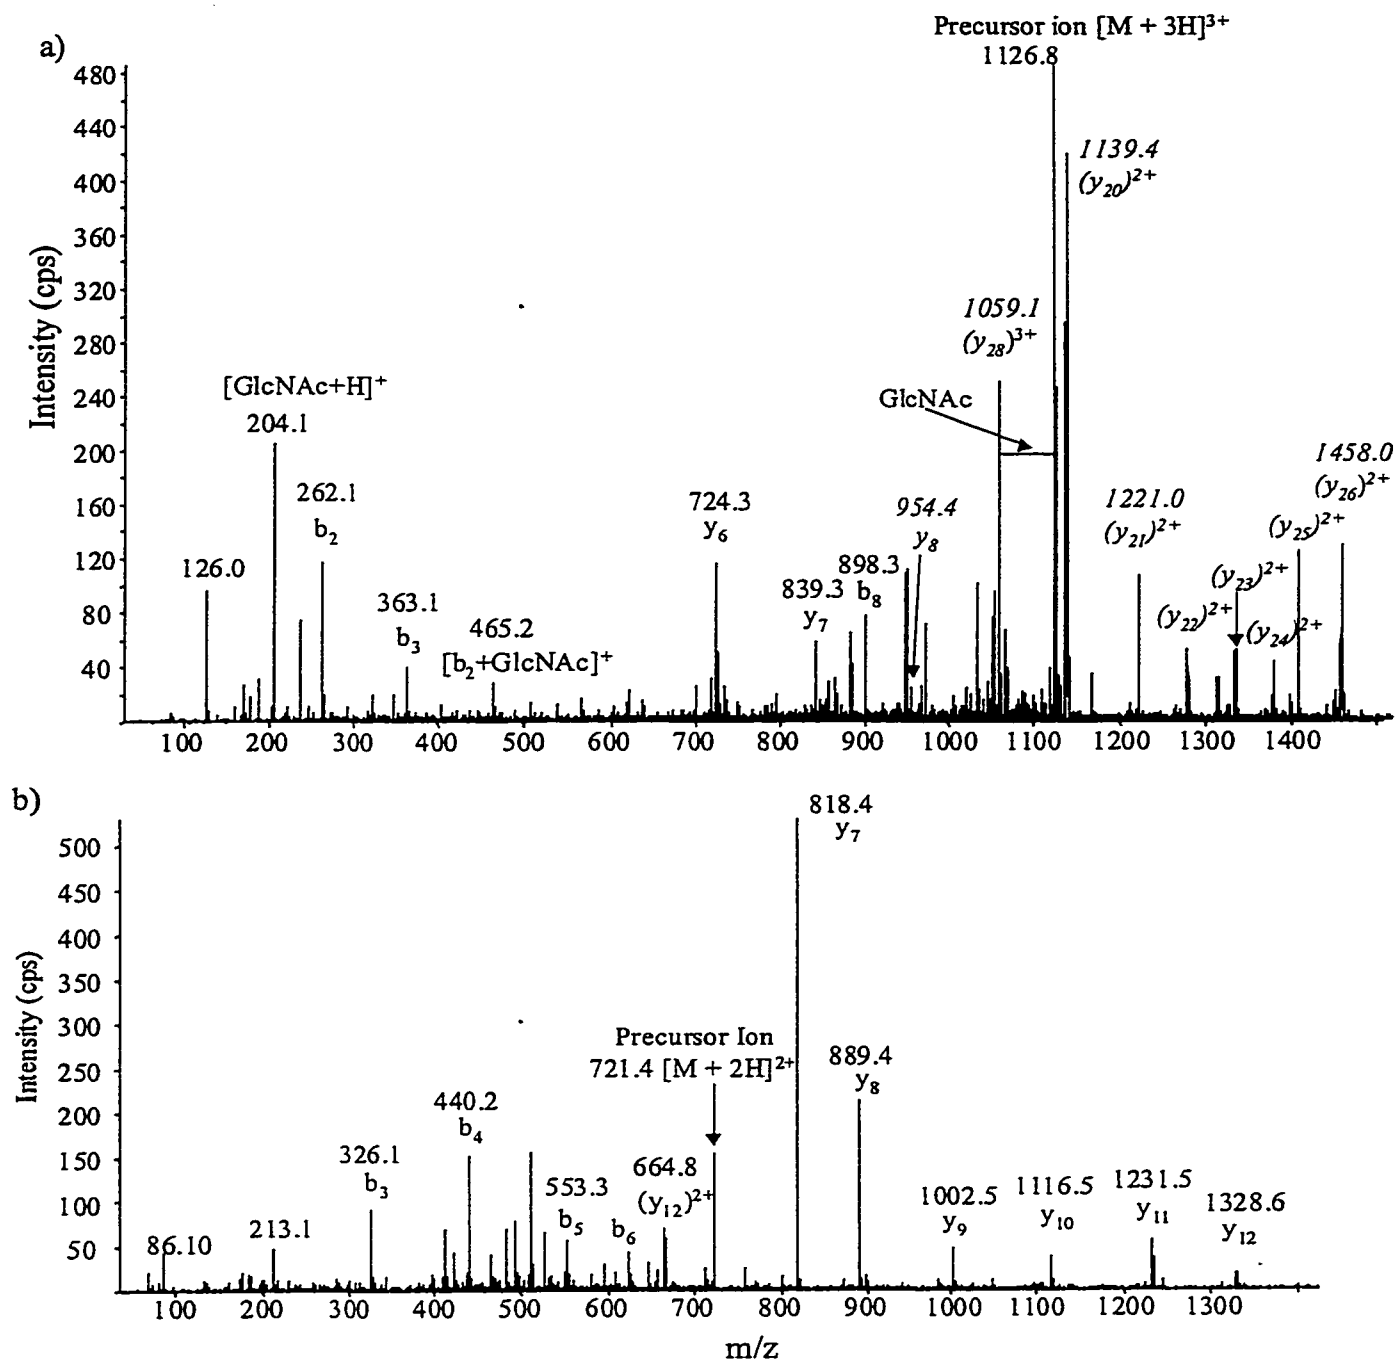 a)
Precursor ion [M + 3H]³⁺
1126.8
1139.4
(y₂₀)²⁺
1059.1
(y₂₈)³⁺
GlcNAc
[GlcNAc+H]⁺
204.1
262.1
b₂
126.0
363.1
b₃
465.2
[b₂+GlcNAc]⁺
724.3
y₆
839.3
y₇
898.3
b₈
954.4
y₈
1221.0
(y₂₁)²⁺
(y₂₂)²⁺
(y₂₃)²⁺
(y₂₄)²⁺
(y₂₅)²⁺
1458.0
(y₂₆)²⁺
Intensity (cps)
480
440
400
360
320
280
240
200
160
120
80
40
100 200 300 400 500 600 700 800 900 1000 1100 1200 1300 1400
b)
818.4
y₇
889.4
y₈
Precursor Ion
721.4 [M + 2H]²⁺
440.2
b₄
326.1
b₃
213.1
86.10
553.3
b₅
b₆
664.8
(y₁₂)²⁺
1002.5
y₉
1116.5
y₁₀
1231.5
y₁₁
1328.6
y₁₂
Intensity (cps)
500
450
400
350
300
250
200
150
100
50
100 200 300 400 500 600 700 800 900 1000 1100 1200 1300
m/z